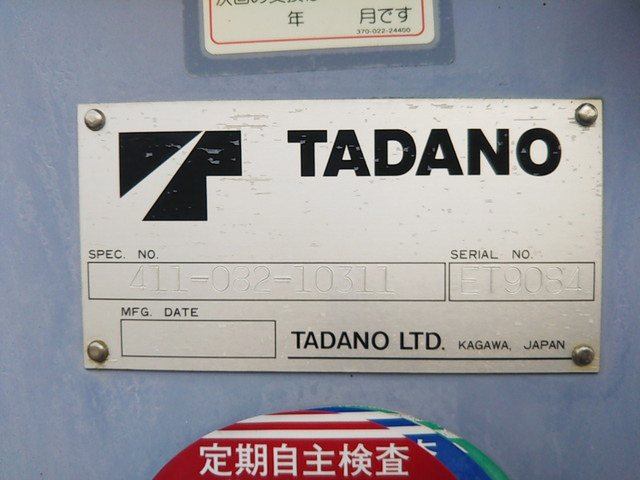 年 月です
370-022-24400
TADANO
SPEC. NO. SERIAL NO.
411-032-10311 ET9084
MFG. DATE
TADANO LTD. KAGAWA, JAPAN
定期自主検査